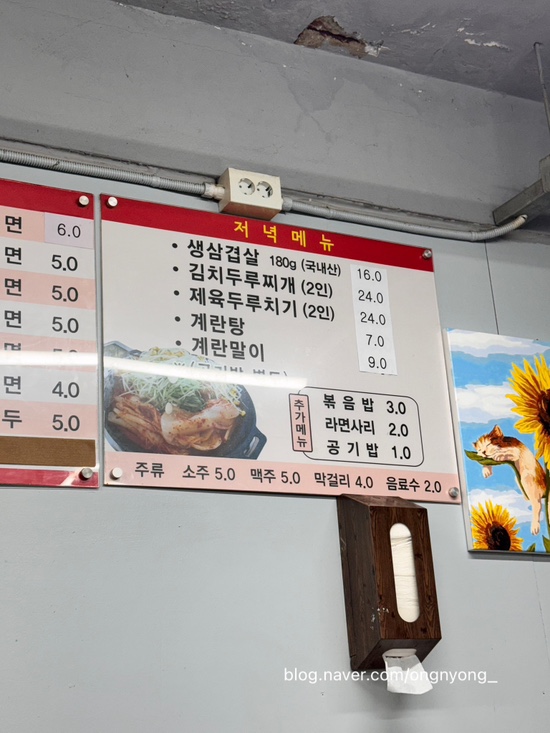 면 6.0
면 5.0
면 5.0
면 5.0
면 4.0
두 5.0
저녁메뉴
• 생삼겹살 180g (국내산) 16.0
• 김치두루찌개 (2인) 24.0
• 제육두루치기 (2인) 24.0
• 계란탕 7.0
• 계란말이 9.0
추가메뉴
볶음밥 3.0
라면사리 2.0
공기밥 1.0
주류 소주 5.0 맥주 5.0 막걸리 4.0 음료수 2.0
blog.naver.com/ongnyong_